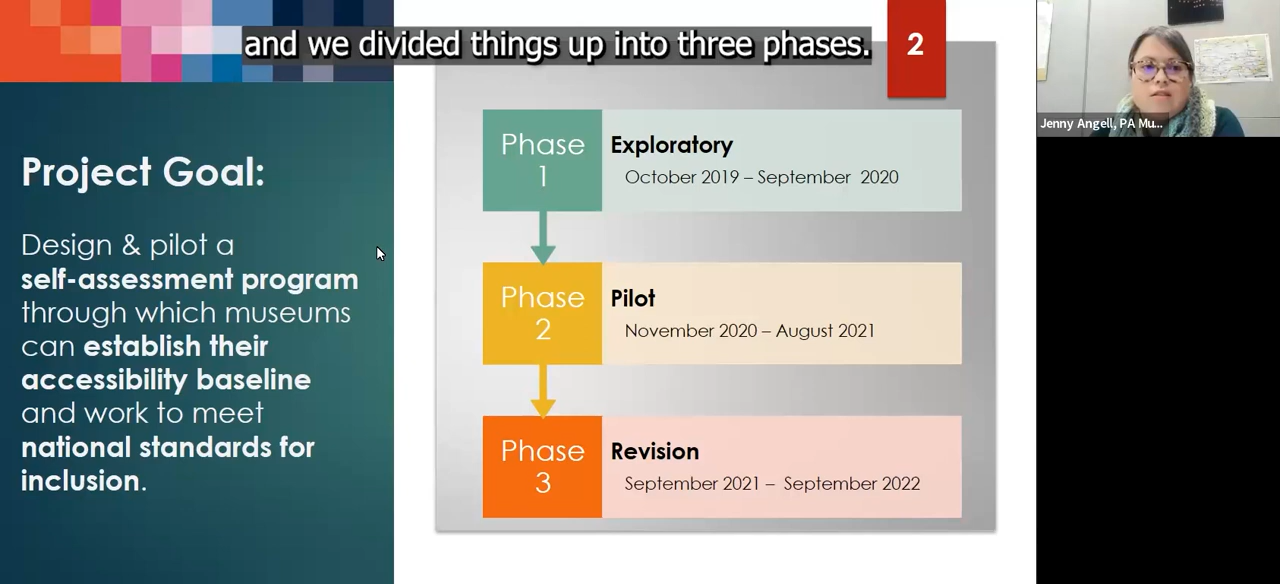 and we divided things up into three phases.
2
Jenny Angell, PA Mu...
Project Goal:
Design & pilot a
self-assessment program
through which museums
can establish their
accessibility baseline
and work to meet
national standards for
inclusion.
Phase
1
Exploratory
October 2019 – September 2020
Phase
2
Pilot
November 2020 – August 2021
Phase
3
Revision
September 2021 – September 2022